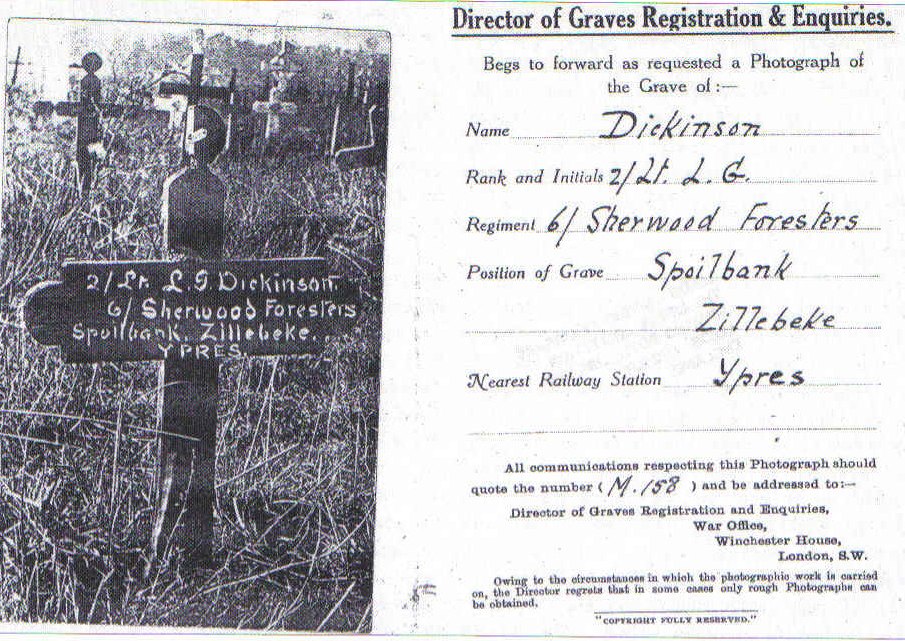 2/Lt. L.G. Dickinson.
6/ Sherwood Foresters
Spoilbank. Zillebeke.
YPRES.
Director of Graves Registration & Enquiries.
Begs to forward as requested a Photograph of
the Grave of :—
Name Dickinson
Rank and Initials 2/Lt. L. G.
Regiment 6/ Sherwood Foresters
Position of Grave Spoilbank
Zillebeke
Nearest Railway Station Ypres
All communications respecting this Photograph should
quote the number ( M.158 ) and be addressed to:—
Director of Graves Registration and Enquiries,
War Office,
Winchester House,
London, S.W.
Owing to the circumstances in which the photographic work is carried
on, the Director regrets that in some cases only rough Photographs can
be obtained.
"COPYRIGHT FULLY RESERVED."